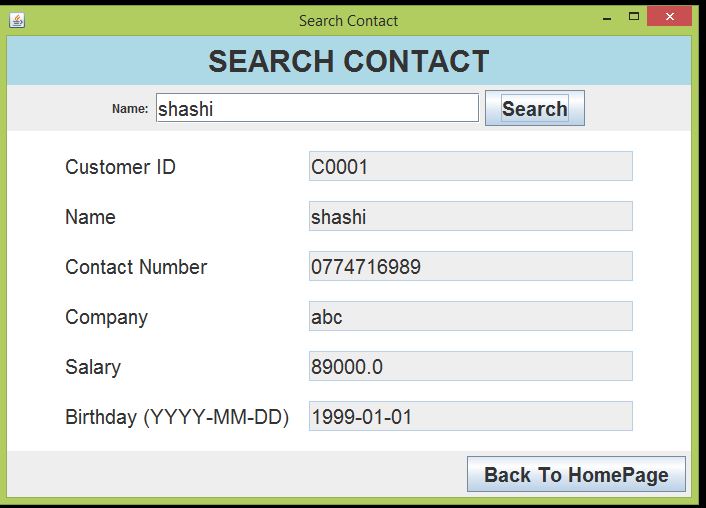 Search Contact
SEARCH CONTACT
Name: shashi Search
Customer ID C0001
Name shashi
Contact Number 0774716989
Company abc
Salary 89000.0
Birthday (YYYY-MM-DD) 1999-01-01
Back To HomePage